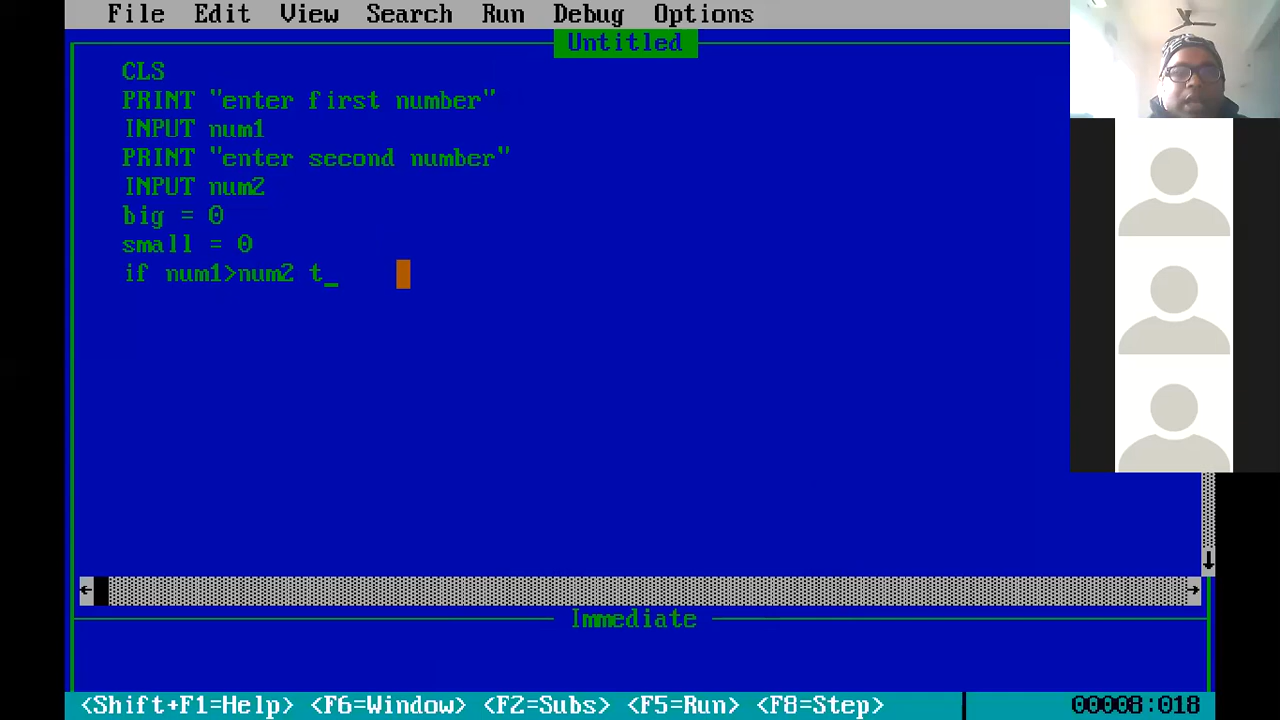 File Edit View Search Run Debug Options
Untitled
CLS
PRINT "enter first number"
INPUT num1
PRINT "enter second number"
INPUT num2
big = 0
small = 0
if num1>num2 t_
Immediate
<Shift+F1=Help> <F6=Window> <F2=Subs> <F5=Run> <F8=Step> 00008:018